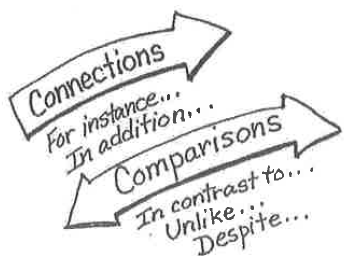 Connections
For instance...
In addition...
Comparisons
In contrast to...
Unlike...
Despite...